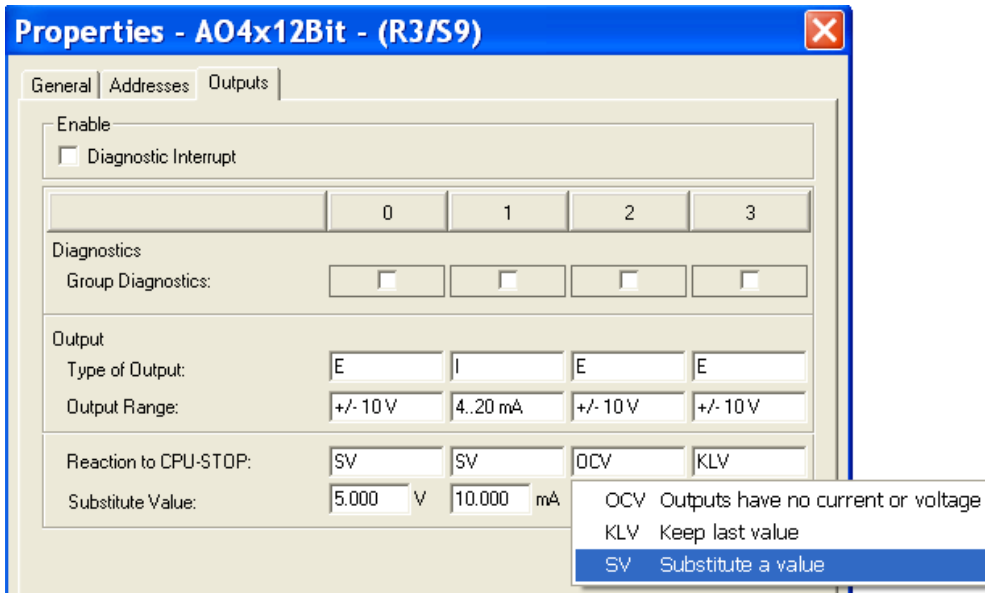 Properties - AO4x12Bit - (R3/S9)
General Addresses Outputs
Enable
Diagnostic Interrupt
0 1 2 3
Diagnostics
Group Diagnostics:
Output
Type of Output: E I E E
Output Range: +/- 10 V 4..20 mA +/- 10 V +/- 10 V
Reaction to CPU-STOP: SV SV OCV KLV
Substitute Value: 5.000 V 10.000 mA
OCV Outputs have no current or voltage
KLV Keep last value
SV Substitute a value